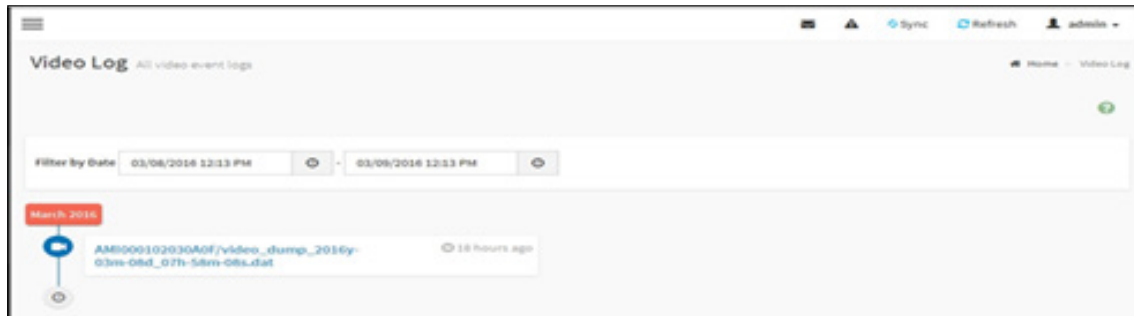 Sync Refresh admin
Video Log All video event logs
Home - Video Log
Filter by Date 03/08/2016 12:13 PM - 03/09/2016 12:13 PM
March 2016
AMI000102030A0F/video_dump_2016y-
03m-08d_07h-58m-08s.dat
18 hours ago